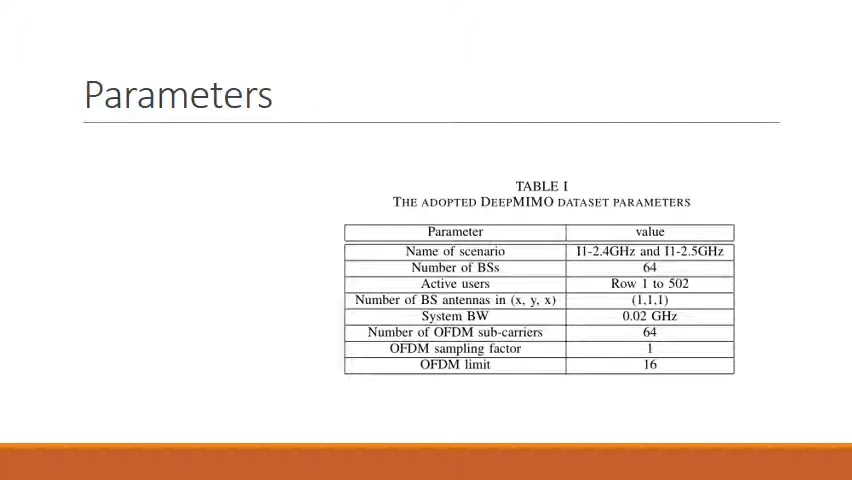 Parameters
TABLE I
THE ADOPTED DEEPMIMO DATASET PARAMETERS
Parameter value
Name of scenario I1-2.4GHz and I1-2.5GHz
Number of BSs 64
Active users Row 1 to 502
Number of BS antennas in (x, y, x) (1,1,1)
System BW 0.02 GHz
Number of OFDM sub-carriers 64
OFDM sampling factor 1
OFDM limit 16